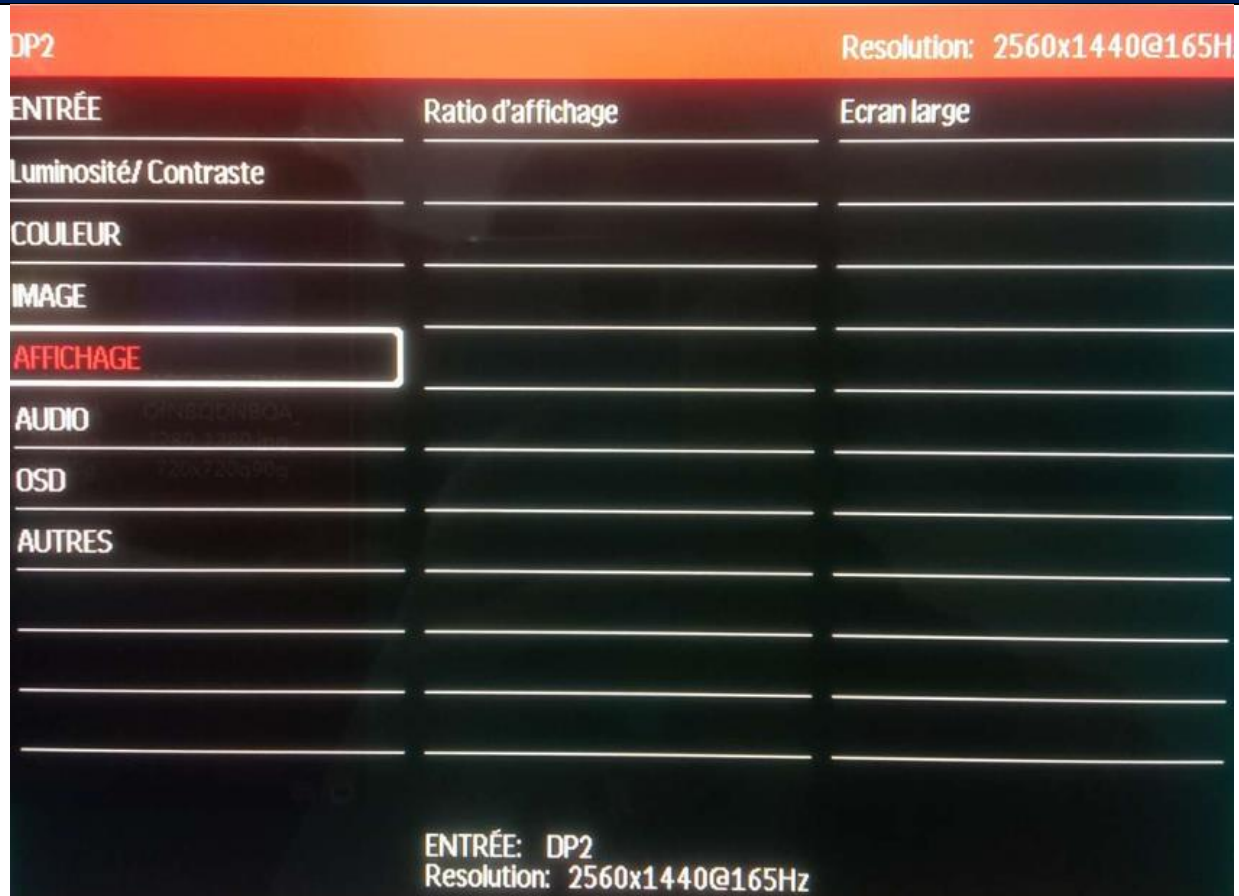 DP2 Resolution: 2560x1440@165H
ENTRÉE Ratio d'affichage Ecran large
Luminosité/ Contraste
COULEUR
IMAGE
AFFICHAGE
AUDIO
OSD
AUTRES
ENTRÉE: DP2
Resolution: 2560x1440@165Hz